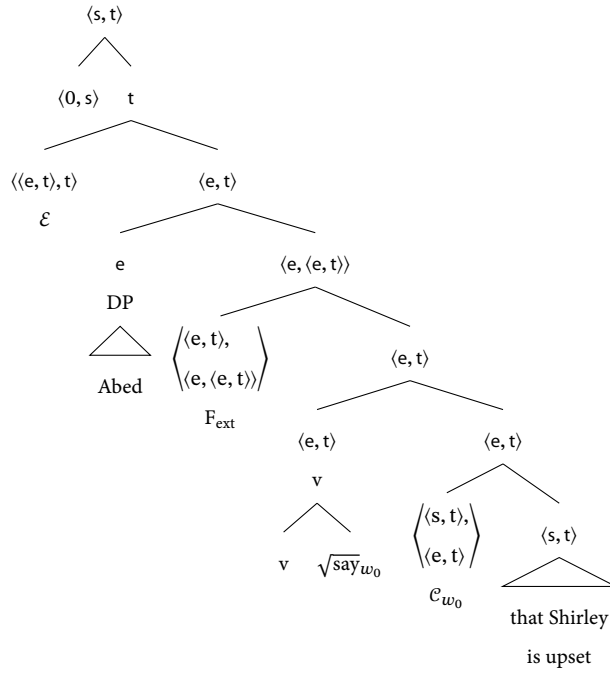 ⟨s, t⟩
⟨0, s⟩ t
⟨⟨e, t⟩, t⟩ ⟨e, t⟩
ℰ
e ⟨e, ⟨e, t⟩⟩
DP
Abed
⟨⟨e, t⟩,
⟨e, ⟨e, t⟩⟩⟩
F_ext
⟨e, t⟩
⟨e, t⟩ ⟨e, t⟩
v
v √say_w₀
⟨⟨s, t⟩,
⟨e, t⟩⟩
𝒞_w₀
⟨s, t⟩
that Shirley
is upset